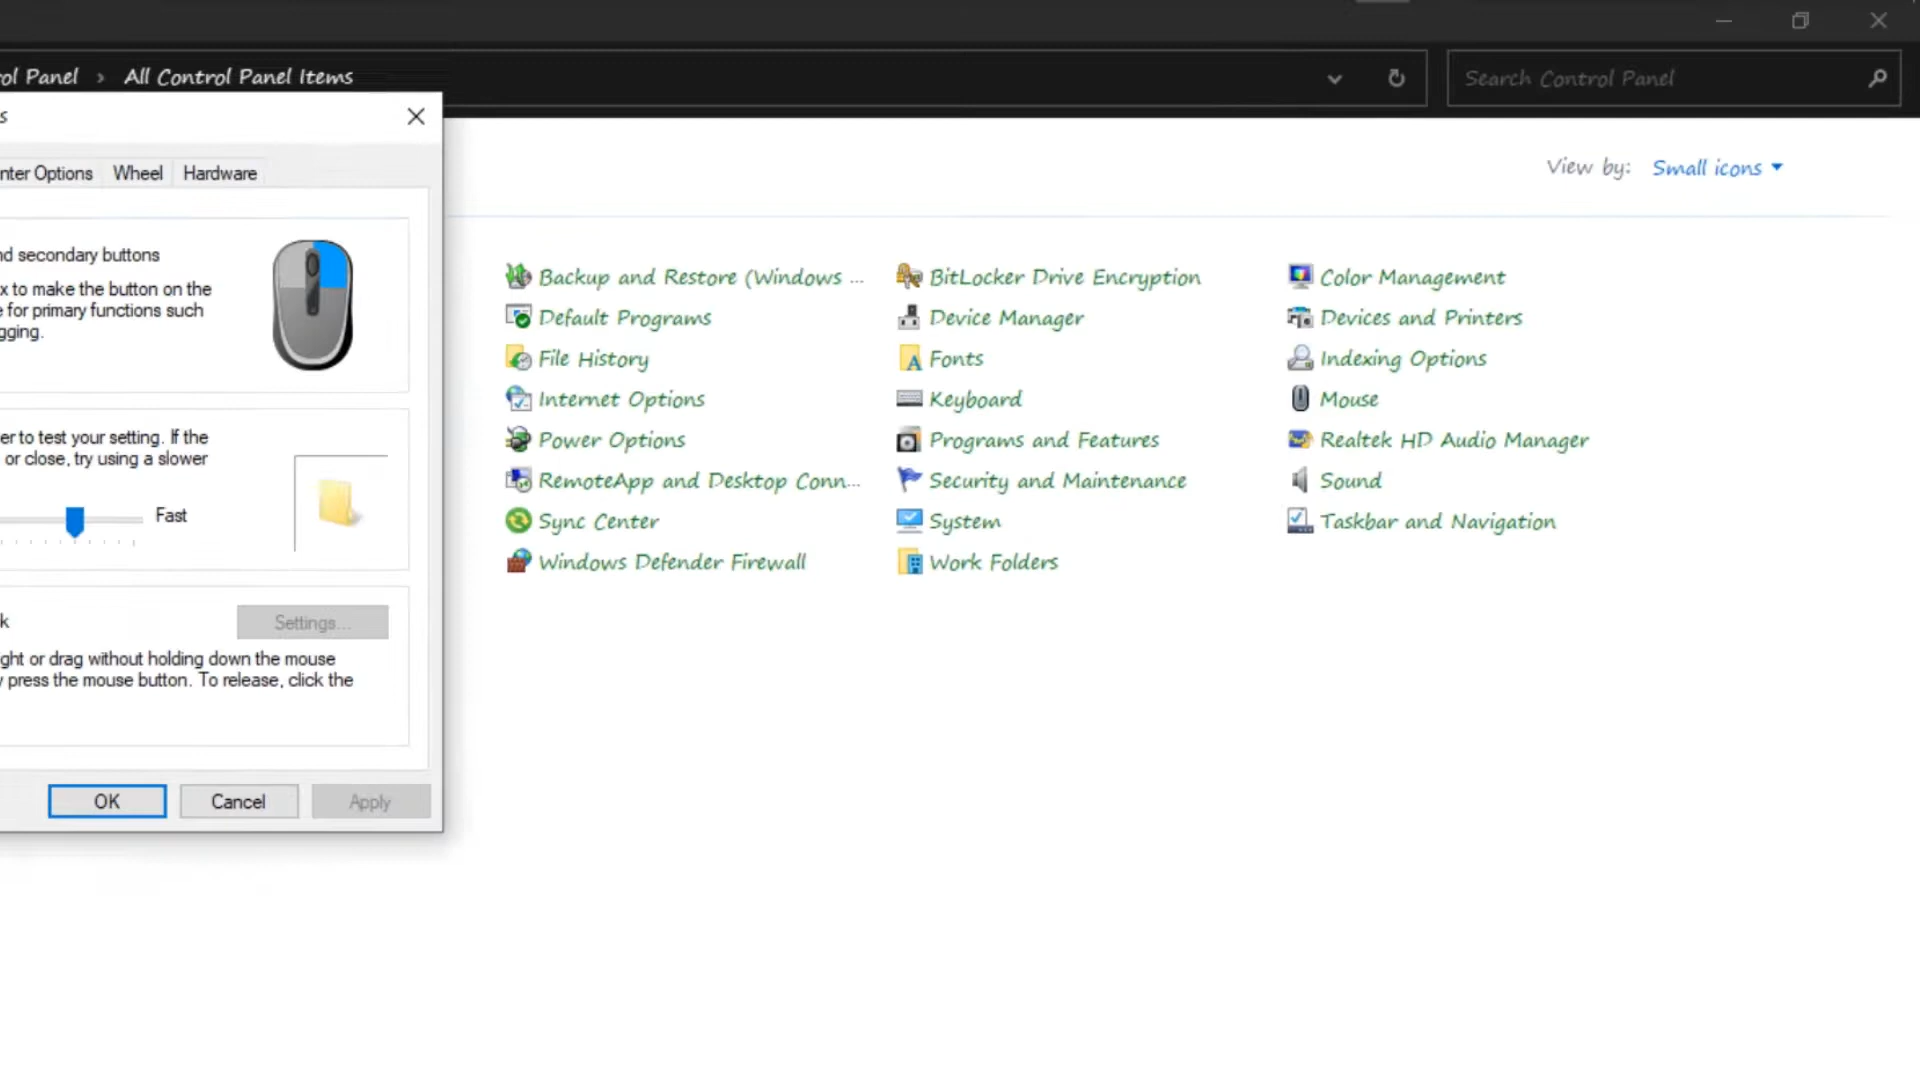 ol Panel > All Control Panel Items
Search Control Panel
s
nter Options Wheel Hardware
View by: Small icons
nd secondary buttons
x to make the button on the
e for primary functions such
gging.
er to test your setting. If the
or close, try using a slower
Fast
k
Settings...
ght or drag without holding down the mouse
y press the mouse button. To release, click the
OK Cancel Apply
Backup and Restore (Windows ...
Default Programs
File History
Internet Options
Power Options
RemoteApp and Desktop Conn...
Sync Center
Windows Defender Firewall
BitLocker Drive Encryption
Device Manager
Fonts
Keyboard
Programs and Features
Security and Maintenance
System
Work Folders
Color Management
Devices and Printers
Indexing Options
Mouse
Realtek HD Audio Manager
Sound
Taskbar and Navigation